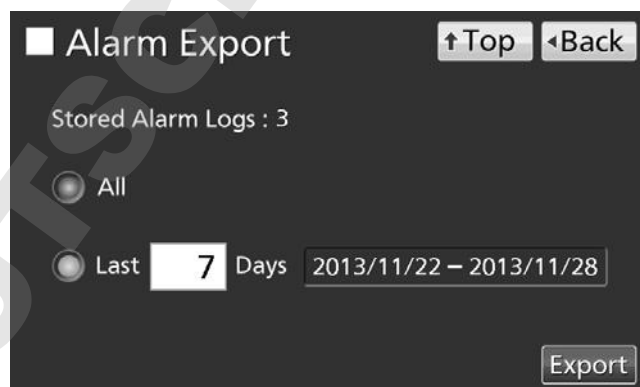 Alarm Export
↑Top
◂Back
Stored Alarm Logs : 3
All
Last 7 Days 2013/11/22 – 2013/11/28
Export